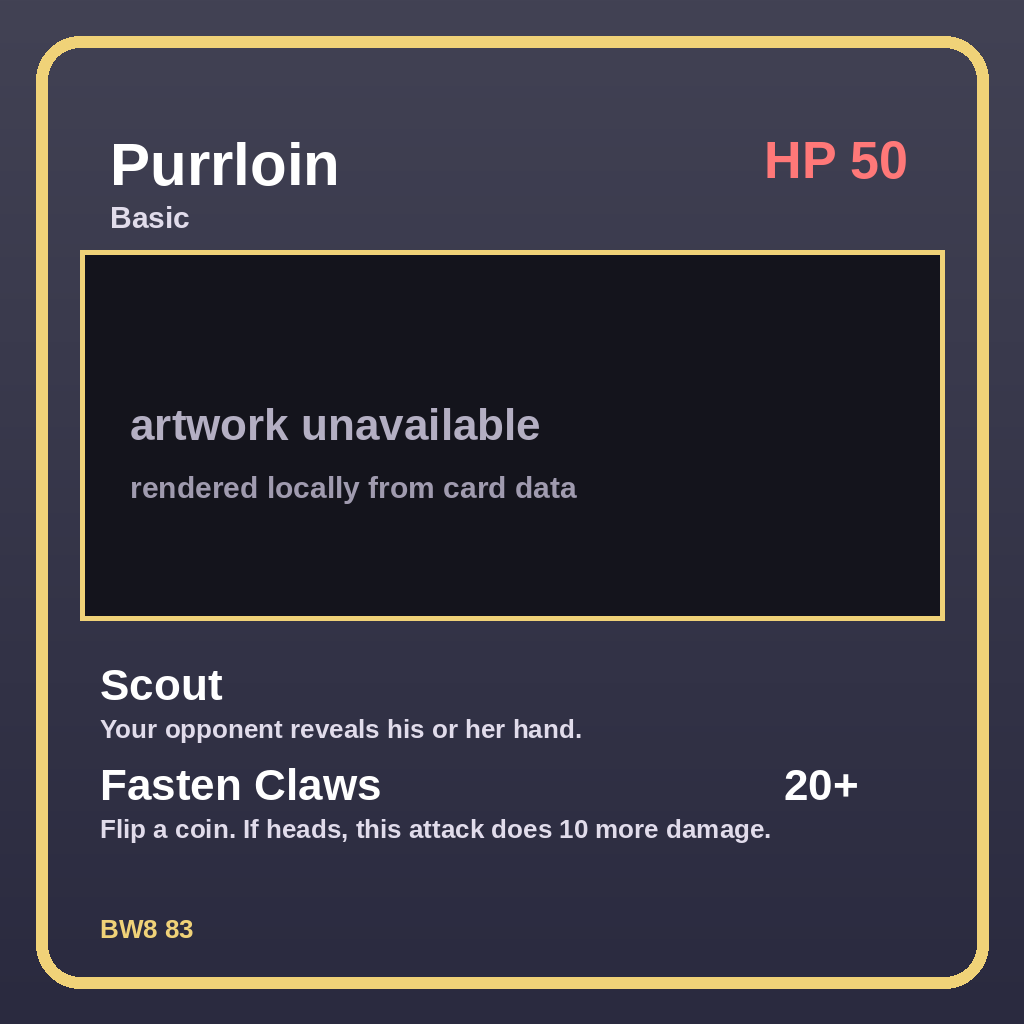 Purrloin
HP 50
Basic
artwork unavailable
rendered locally from card data
Scout
Your opponent reveals his or her hand.
Fasten Claws
20+
Flip a coin. If heads, this attack does 10 more damage.
BW8 83